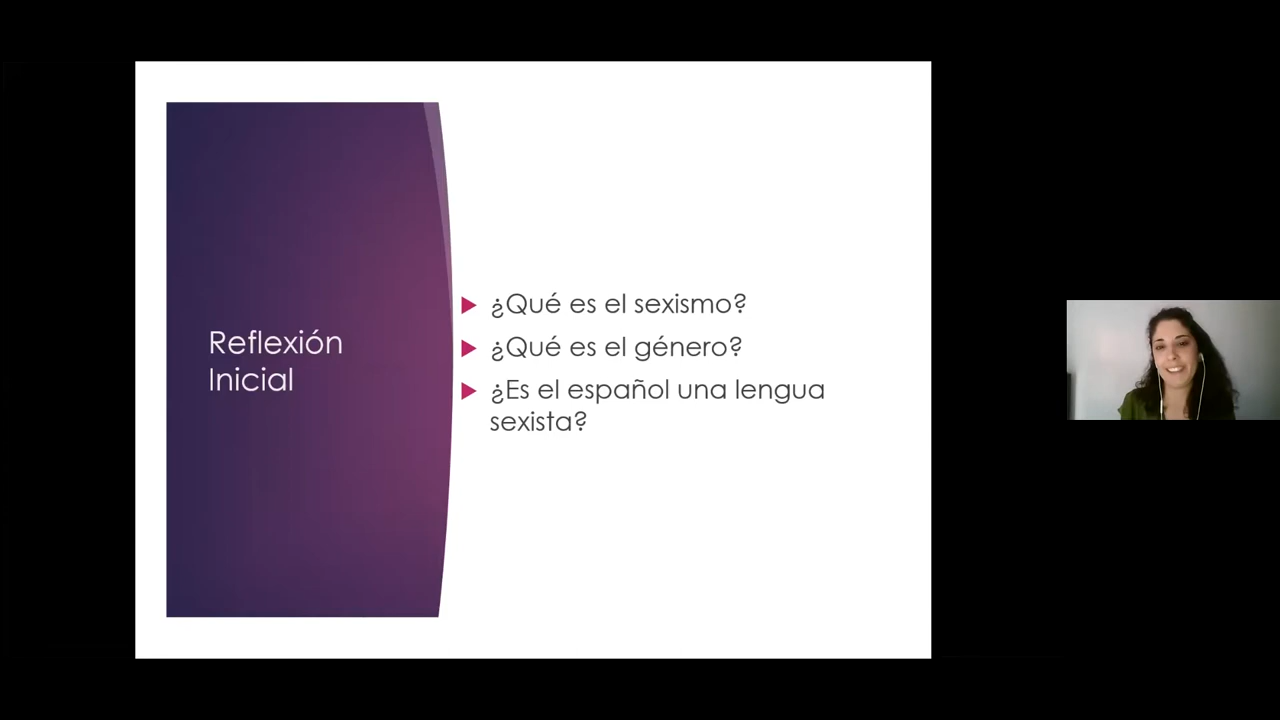 Reflexión
Inicial
¿Qué es el sexismo?
¿Qué es el género?
¿Es el español una lengua
sexista?